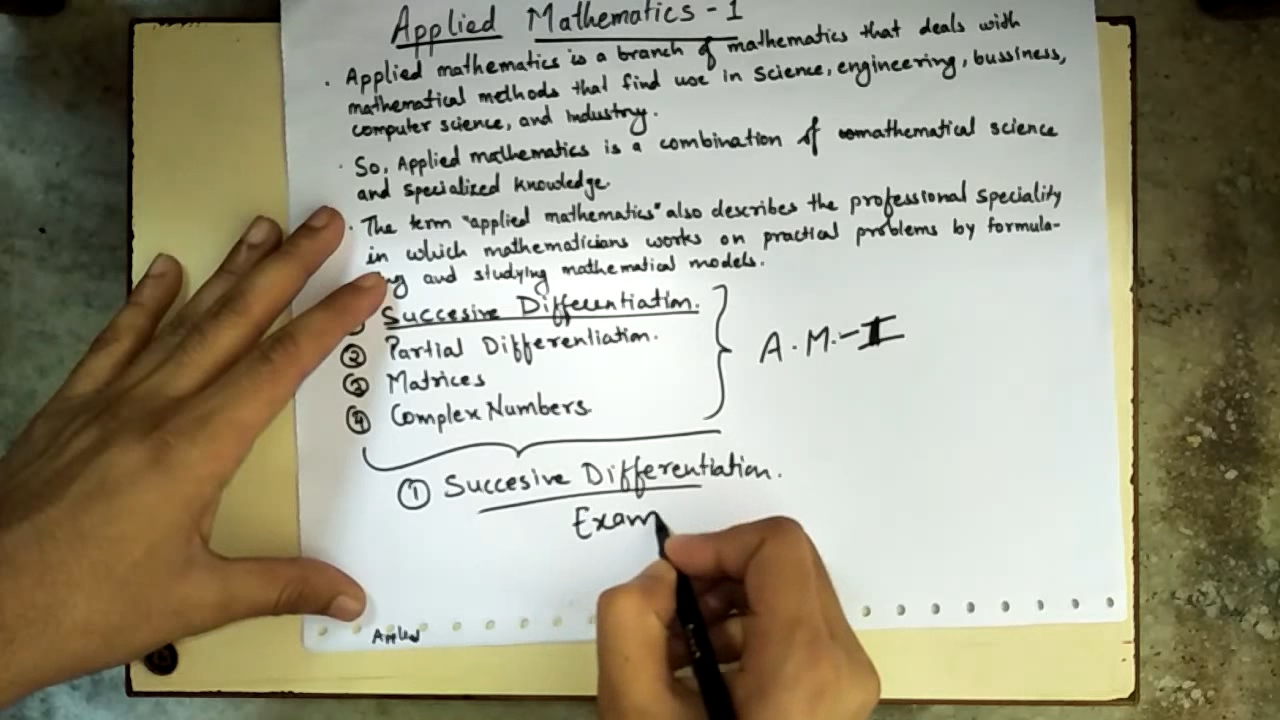 Applied Mathematics - 1
. Applied mathematics is a branch of mathematics that deals with
mathematical methods that find use in science, engineering, bussiness,
computer science, and industry.
. So, Applied mathematics is a combination of mathematical science
and specialized knowledge.
. The term "applied mathematics" also describes the professional speciality
in which mathematicians works on practical problems by formula-
ng and studying mathematical models.
Succesive Differentiation.
② Partial Differentiation.
③ Matrices
④ Complex Numbers
A.M.-I
① Succesive Differentiation.
Exam
Applied